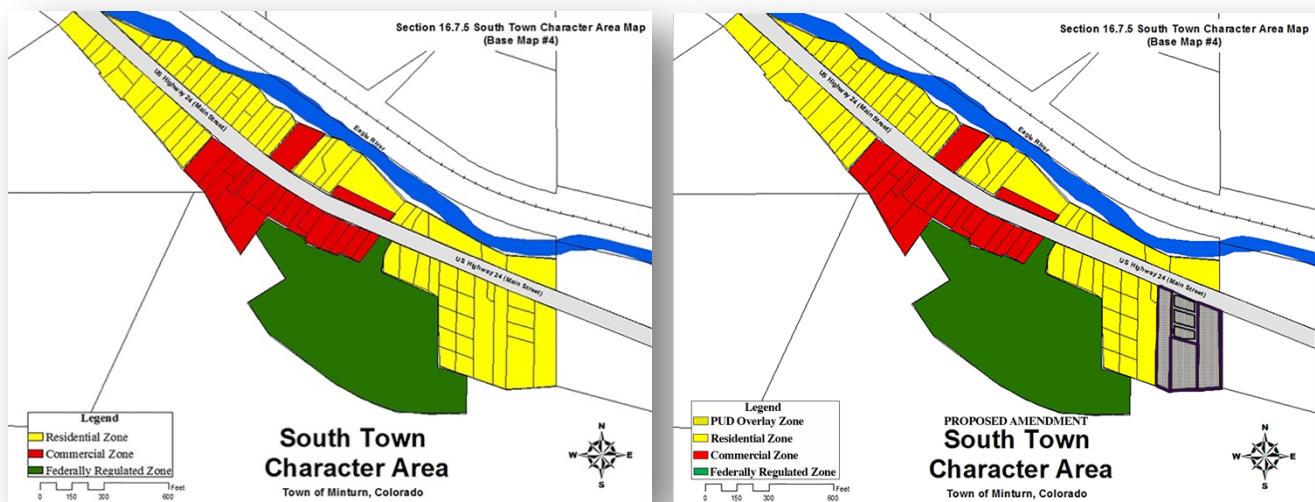 Section 16.7.5 South Town Character Area Map
(Base Map #4)
US Highway 24 (Main Street)
Eagle River
US Highway 24 (Main Street)
Legend
Residential Zone
Commercial Zone
Federally Regulated Zone
0 150 300 600
Feet
South Town
Character Area
Town of Minturn, Colorado
N
W E
S
Section 16.7.5 South Town Character Area Map
(Base Map #4)
US Highway 24 (Main Street)
Eagle River
US Highway 24 (Main Street)
Legend
PUD Overlay Zone
Residential Zone
Commercial Zone
Federally Regulated Zone
0 150 300 600
Feet
PROPOSED AMENDMENT
South Town
Character Area
Town of Minturn, Colorado
N
W E
S